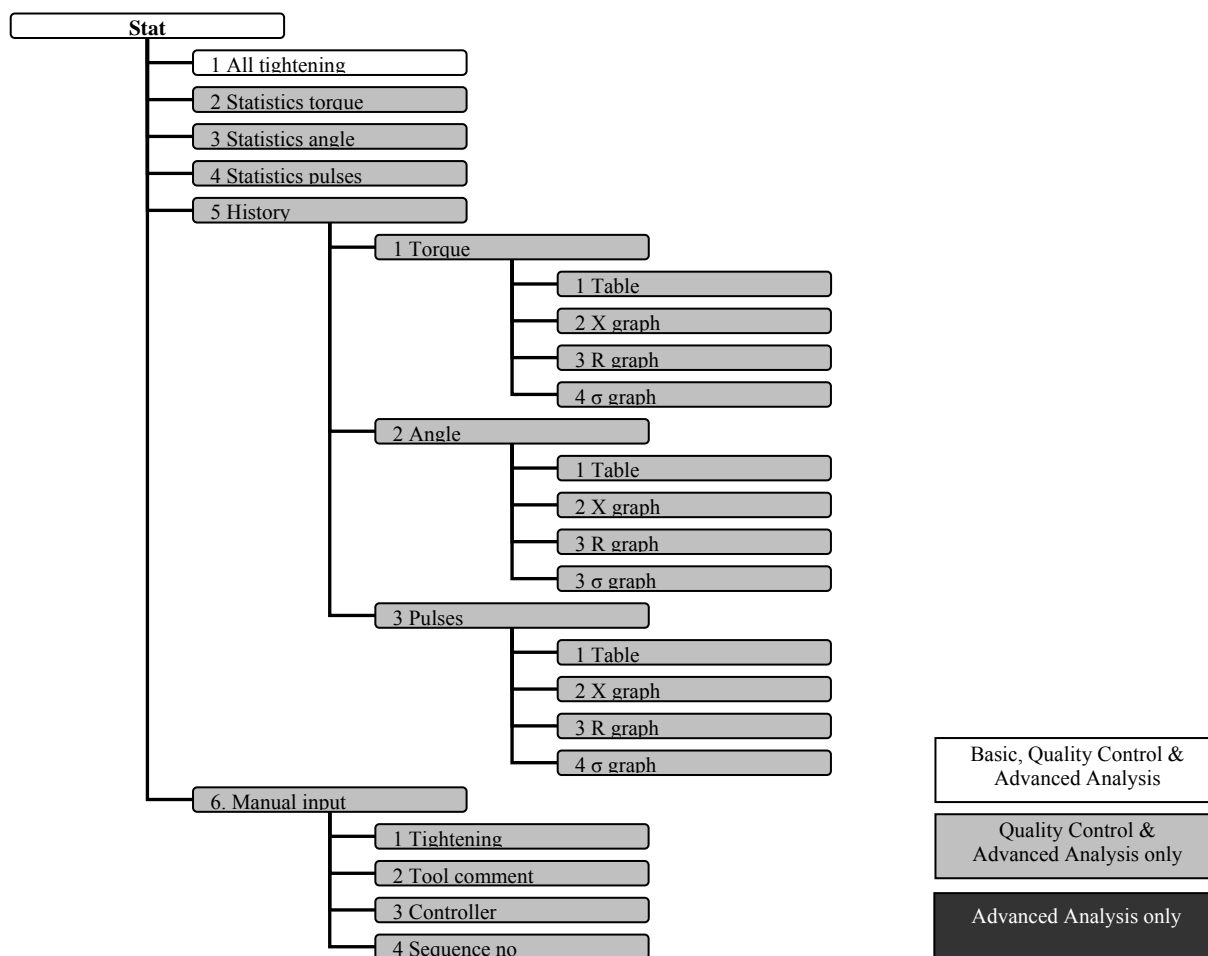 Stat
1 All tightening
2 Statistics torque
3 Statistics angle
4 Statistics pulses
5 History
1 Torque
1 Table
2 X graph
3 R graph
4 σ graph
2 Angle
1 Table
2 X graph
3 R graph
3 σ graph
3 Pulses
1 Table
2 X graph
3 R graph
4 σ graph
6. Manual input
1 Tightening
2 Tool comment
3 Controller
4 Sequence no
Basic, Quality Control &
Advanced Analysis
Quality Control &
Advanced Analysis only
Advanced Analysis only